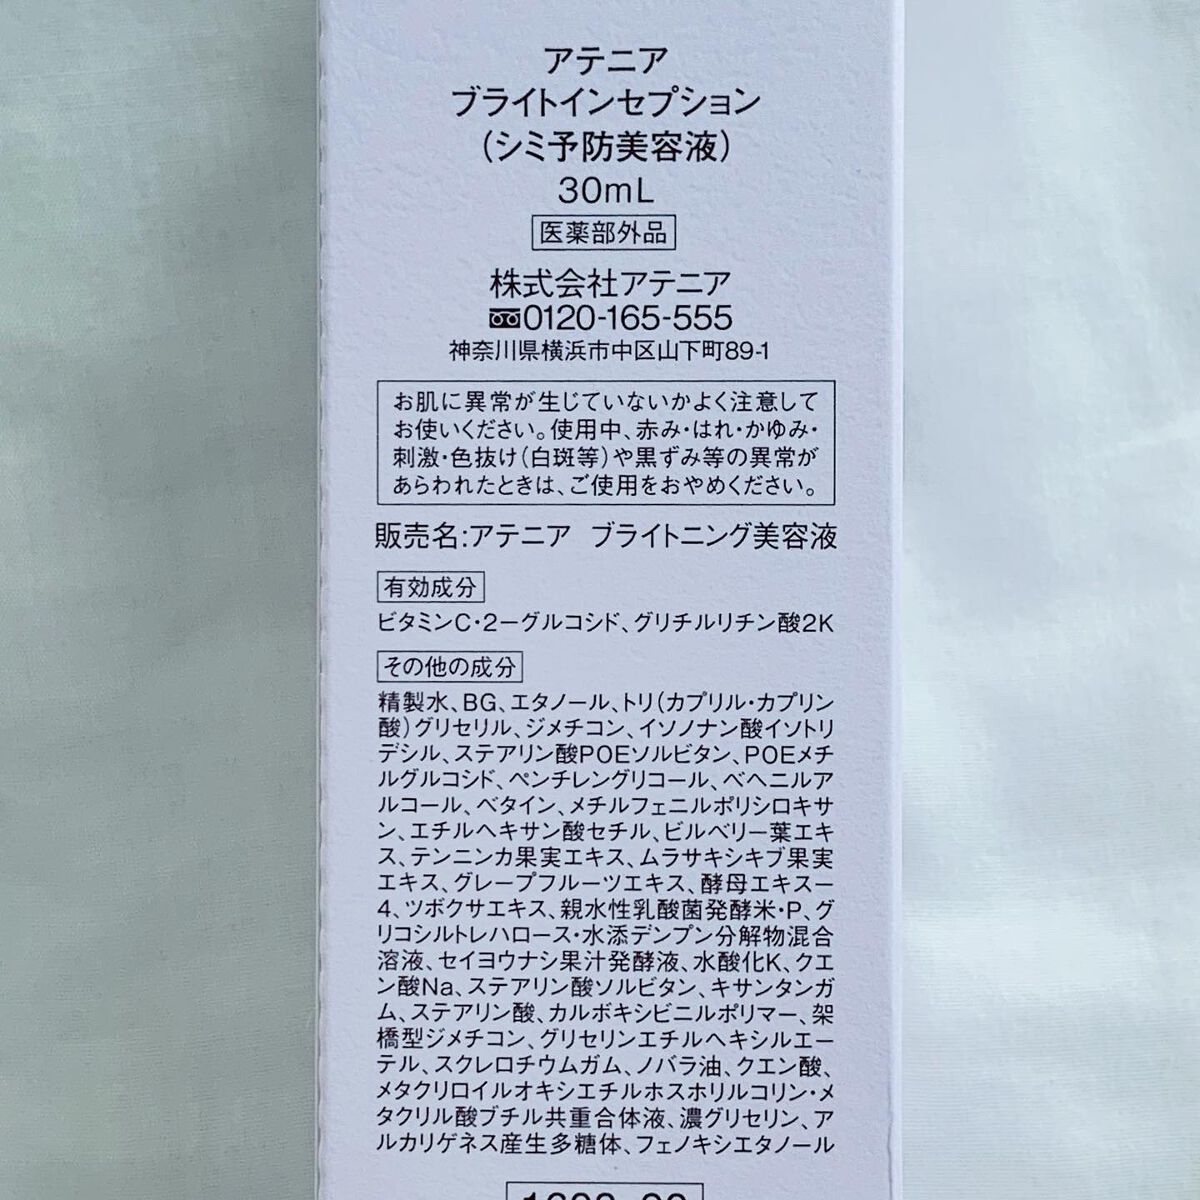 アテニア
ブライトインセプション
(シミ予防美容液)
30mL
医薬部外品
株式会社アテニア
0120-165-555
神奈川県横浜市中区山下町89-1
お肌に異常が生じていないかよく注意して
お使いください。使用中、赤み・はれ・かゆみ・
刺激・色抜け(白斑等)や黒ずみ等の異常が
あらわれたときは、ご使用をおやめください。
販売名:アテニア ブライトニング美容液
有効成分
ビタミンC・2-グルコシド、グリチルリチン酸2K
その他の成分
精製水、BG、エタノール、トリ(カプリル・カプリン
酸)グリセリル、ジメチコン、イソノナン酸イソトリ
デシル、ステアリン酸POEソルビタン、POEメチ
ルグルコシド、ペンチレングリコール、ベヘニルア
ルコール、ベタイン、メチルフェニルポリシロキサ
ン、エチルヘキサン酸セチル、ビルベリー葉エキ
ス、テンニンカ果実エキス、ムラサキシキブ果実
エキス、グレープフルーツエキス、酵母エキス-
4、ツボクサエキス、親水性乳酸菌発酵米・P、グ
リコシルトレハロース・水添デンプン分解物混合
溶液、セイヨウナシ果汁発酵液、水酸化K、クエ
ン酸Na、ステアリン酸ソルビタン、キサンタンガ
ム、ステアリン酸、カルボキシビニルポリマー、架
橋型ジメチコン、グリセリンエチルヘキシルエー
テル、スクレロチウムガム、ノバラ油、クエン酸、
メタクリロイルオキシエチルホスホリルコリン・メ
タクリル酸ブチル共重合体液、濃グリセリン、ア
ルカリゲネス産生多糖体、フェノキシエタノール